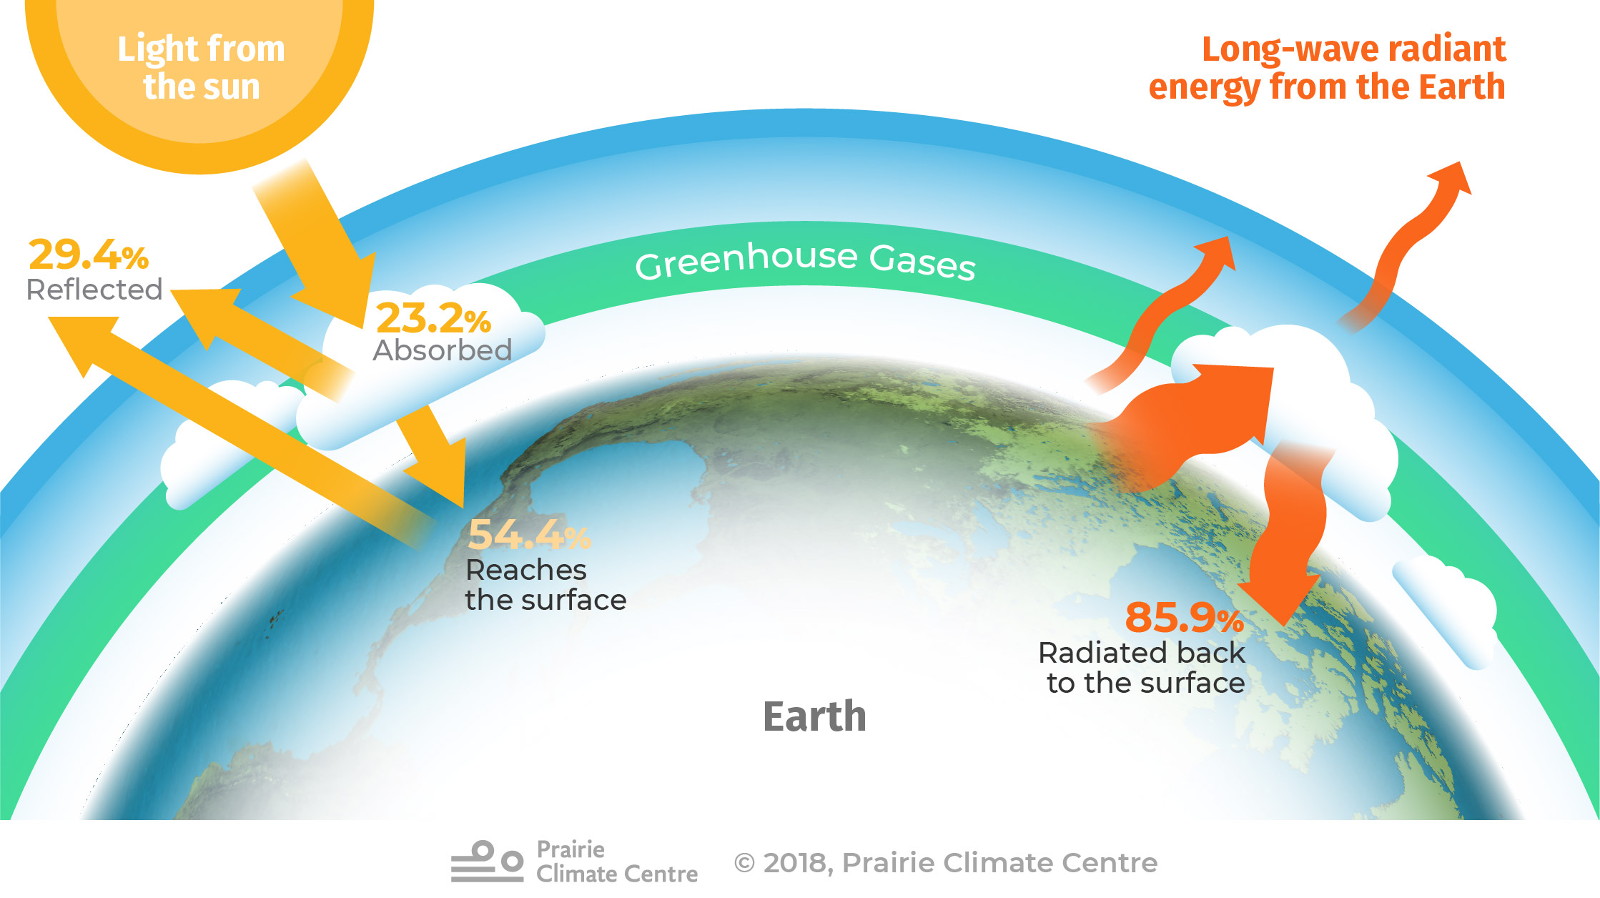 Light from
the sun
Long-wave radiant
energy from the Earth
29.4%
Reflected
Greenhouse Gases
23.2%
Absorbed
54.4%
Reaches
the surface
85.9%
Radiated back
to the surface
Earth
Prairie
Climate Centre
© 2018, Prairie Climate Centre